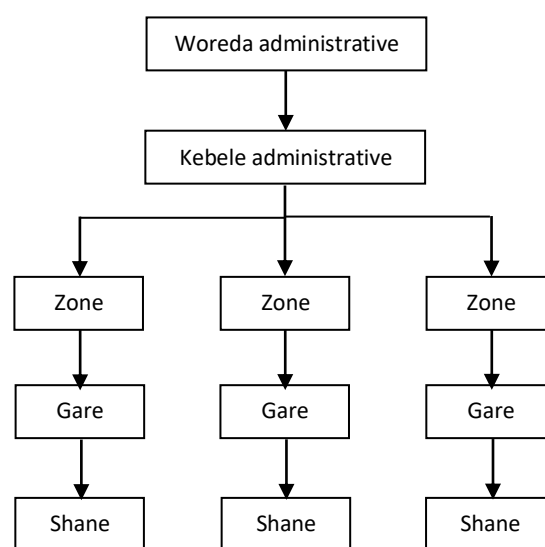 Woreda administrative
Kebele administrative
Zone Zone Zone
Gare Gare Gare
Shane Shane Shane